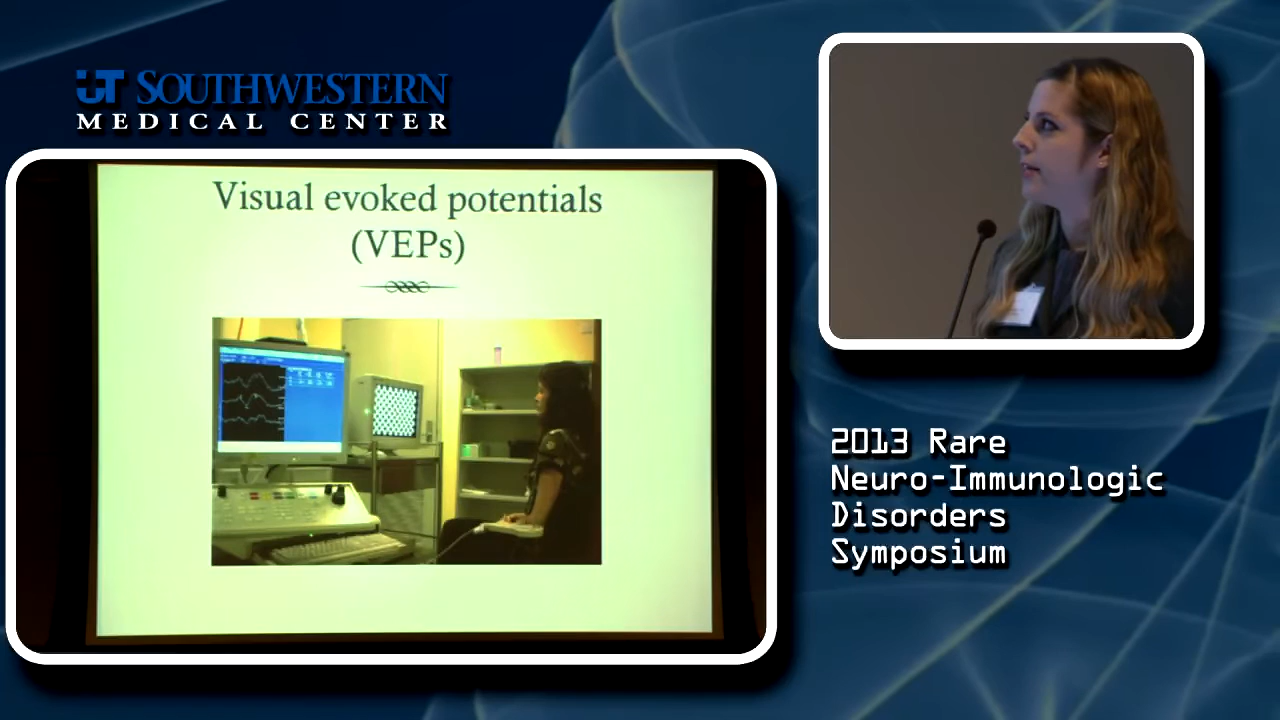 UT SOUTHWESTERN
MEDICAL CENTER
Visual evoked potentials
(VEPs)
2013 Rare
Neuro-Immunologic
Disorders
Symposium